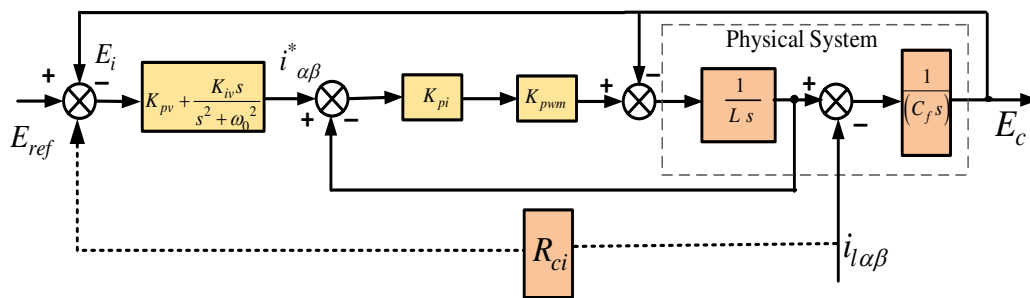 Physical System
+
E_i
−
E_ref
K_pv + K_iv s / (s^2 + ω_0^2)
i^*_αβ
+
−
K_pi
K_pwm
+
−
1 / (L s)
+
−
1 / (C_f s)
E_c
R_ci
i_lαβ